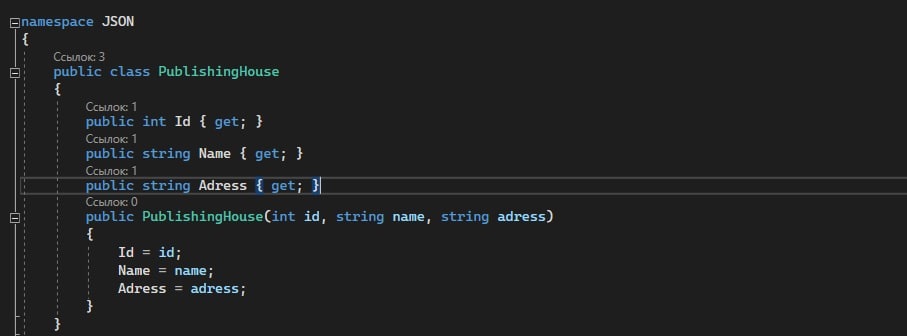 namespace JSON
{
Ссылок: 3
public class PublishingHouse
{
Ссылок: 1
public int Id { get; }
Ссылок: 1
public string Name { get; }
Ссылок: 1
public string Adress { get; }
Ссылок: 0
public PublishingHouse(int id, string name, string adress)
{
Id = id;
Name = name;
Adress = adress;
}
}